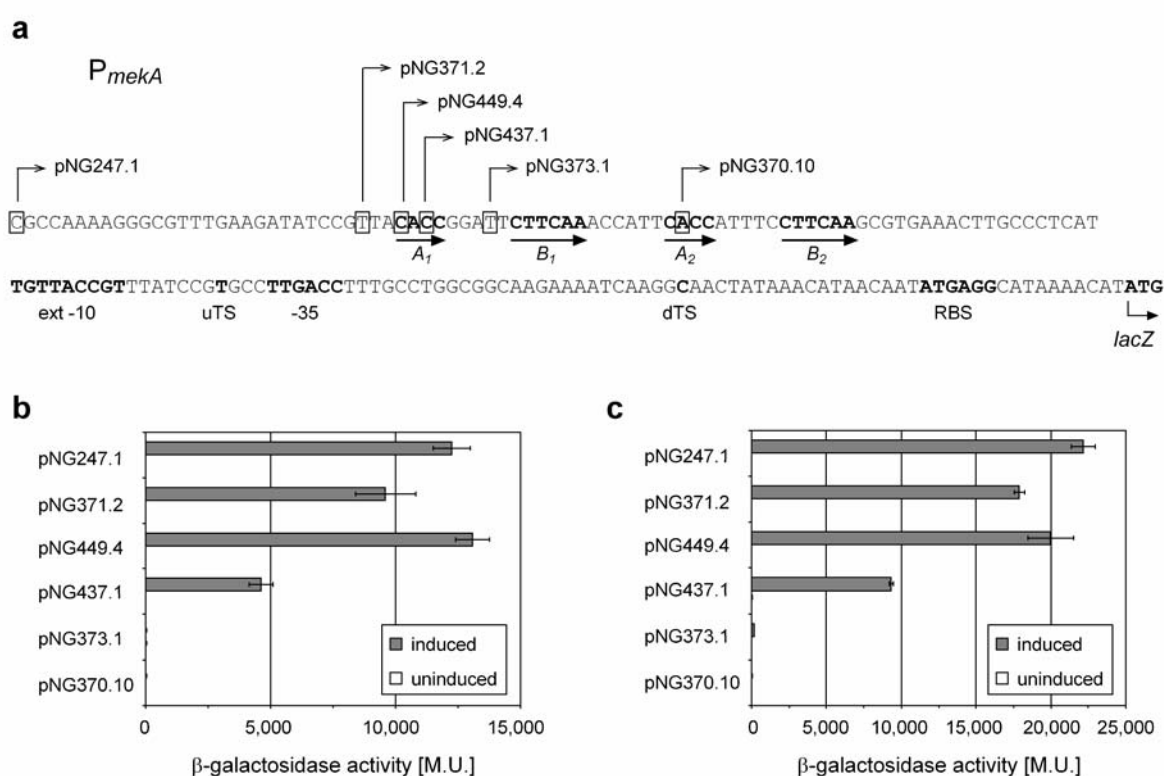 a
PmekA
pNG371.2
pNG449.4
pNG437.1
pNG247.1
pNG373.1
pNG370.10
CGCCAAAAGGGCGTTTGAAGATATCCGTTACACCGGATTCTTCAAACCATTCACCATTTCCTTCAAGCGTGAAACTTGCCCTCAT
A1 B1 A2 B2
TGTTACCGTTTATCCGTGCCTTGACCTTTGCCTGGCGGCAAGAAAATCAAGGCAACTATAAACATAACAATATGAGGCATAAAACATATG
ext -10 uTS -35 dTS RBS
lacZ
b
pNG247.1
pNG371.2
pNG449.4
pNG437.1
pNG373.1
pNG370.10
induced
uninduced
0 5,000 10,000 15,000
β-galactosidase activity [M.U.]
c
pNG247.1
pNG371.2
pNG449.4
pNG437.1
pNG373.1
pNG370.10
induced
uninduced
0 5,000 10,000 15,000 20,000 25,000
β-galactosidase activity [M.U.]